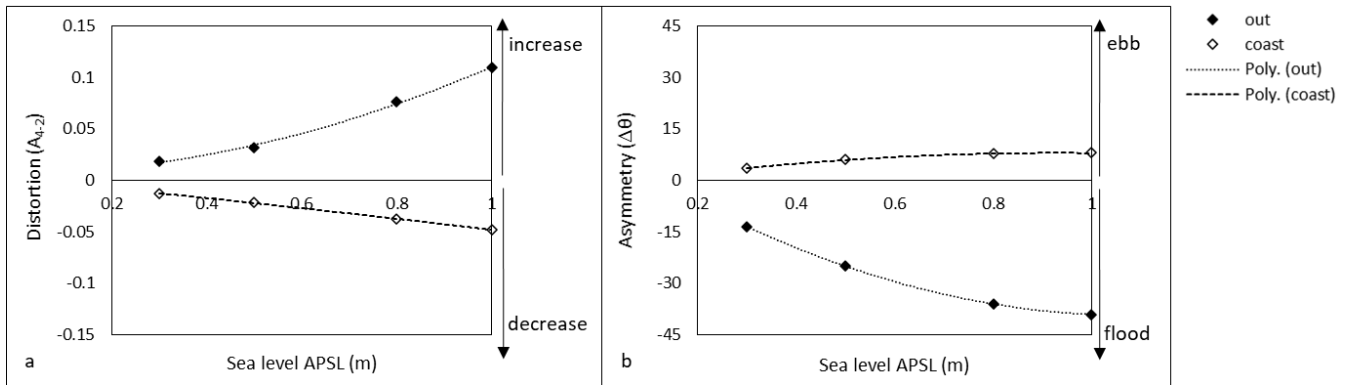 0.15
0.1
0.05
0
-0.05
-0.1
-0.15
0.2
0.4
0.6
0.8
1
Distortion (A4-2)
Sea level APSL (m)
increase
decrease
a
45
30
15
0
-15
-30
-45
0.2
0.4
0.6
0.8
1
Asymmetry (Δθ)
Sea level APSL (m)
ebb
flood
b
out
coast
Poly. (out)
Poly. (coast)